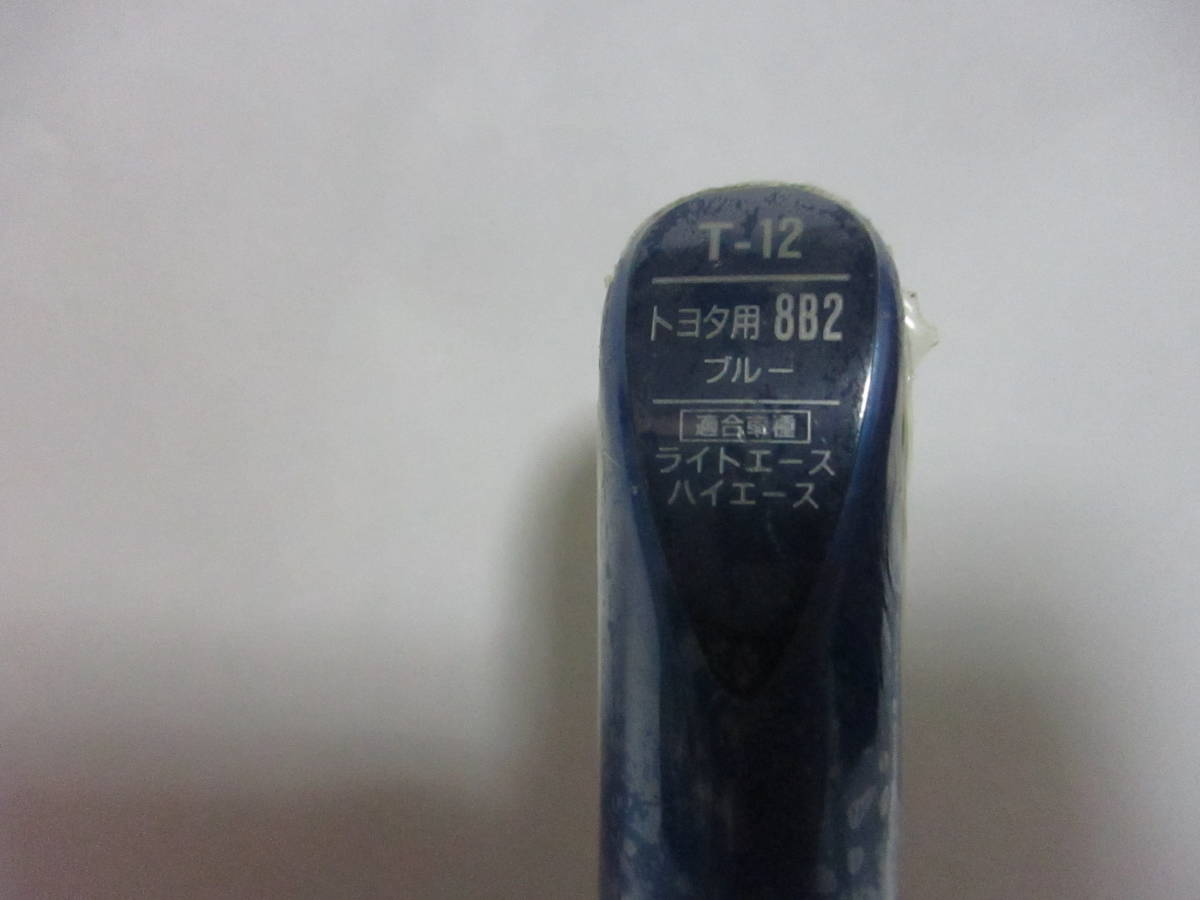 T-12
トヨタ用 8B2
ブルー
適合車種
ライトエース
ハイエース